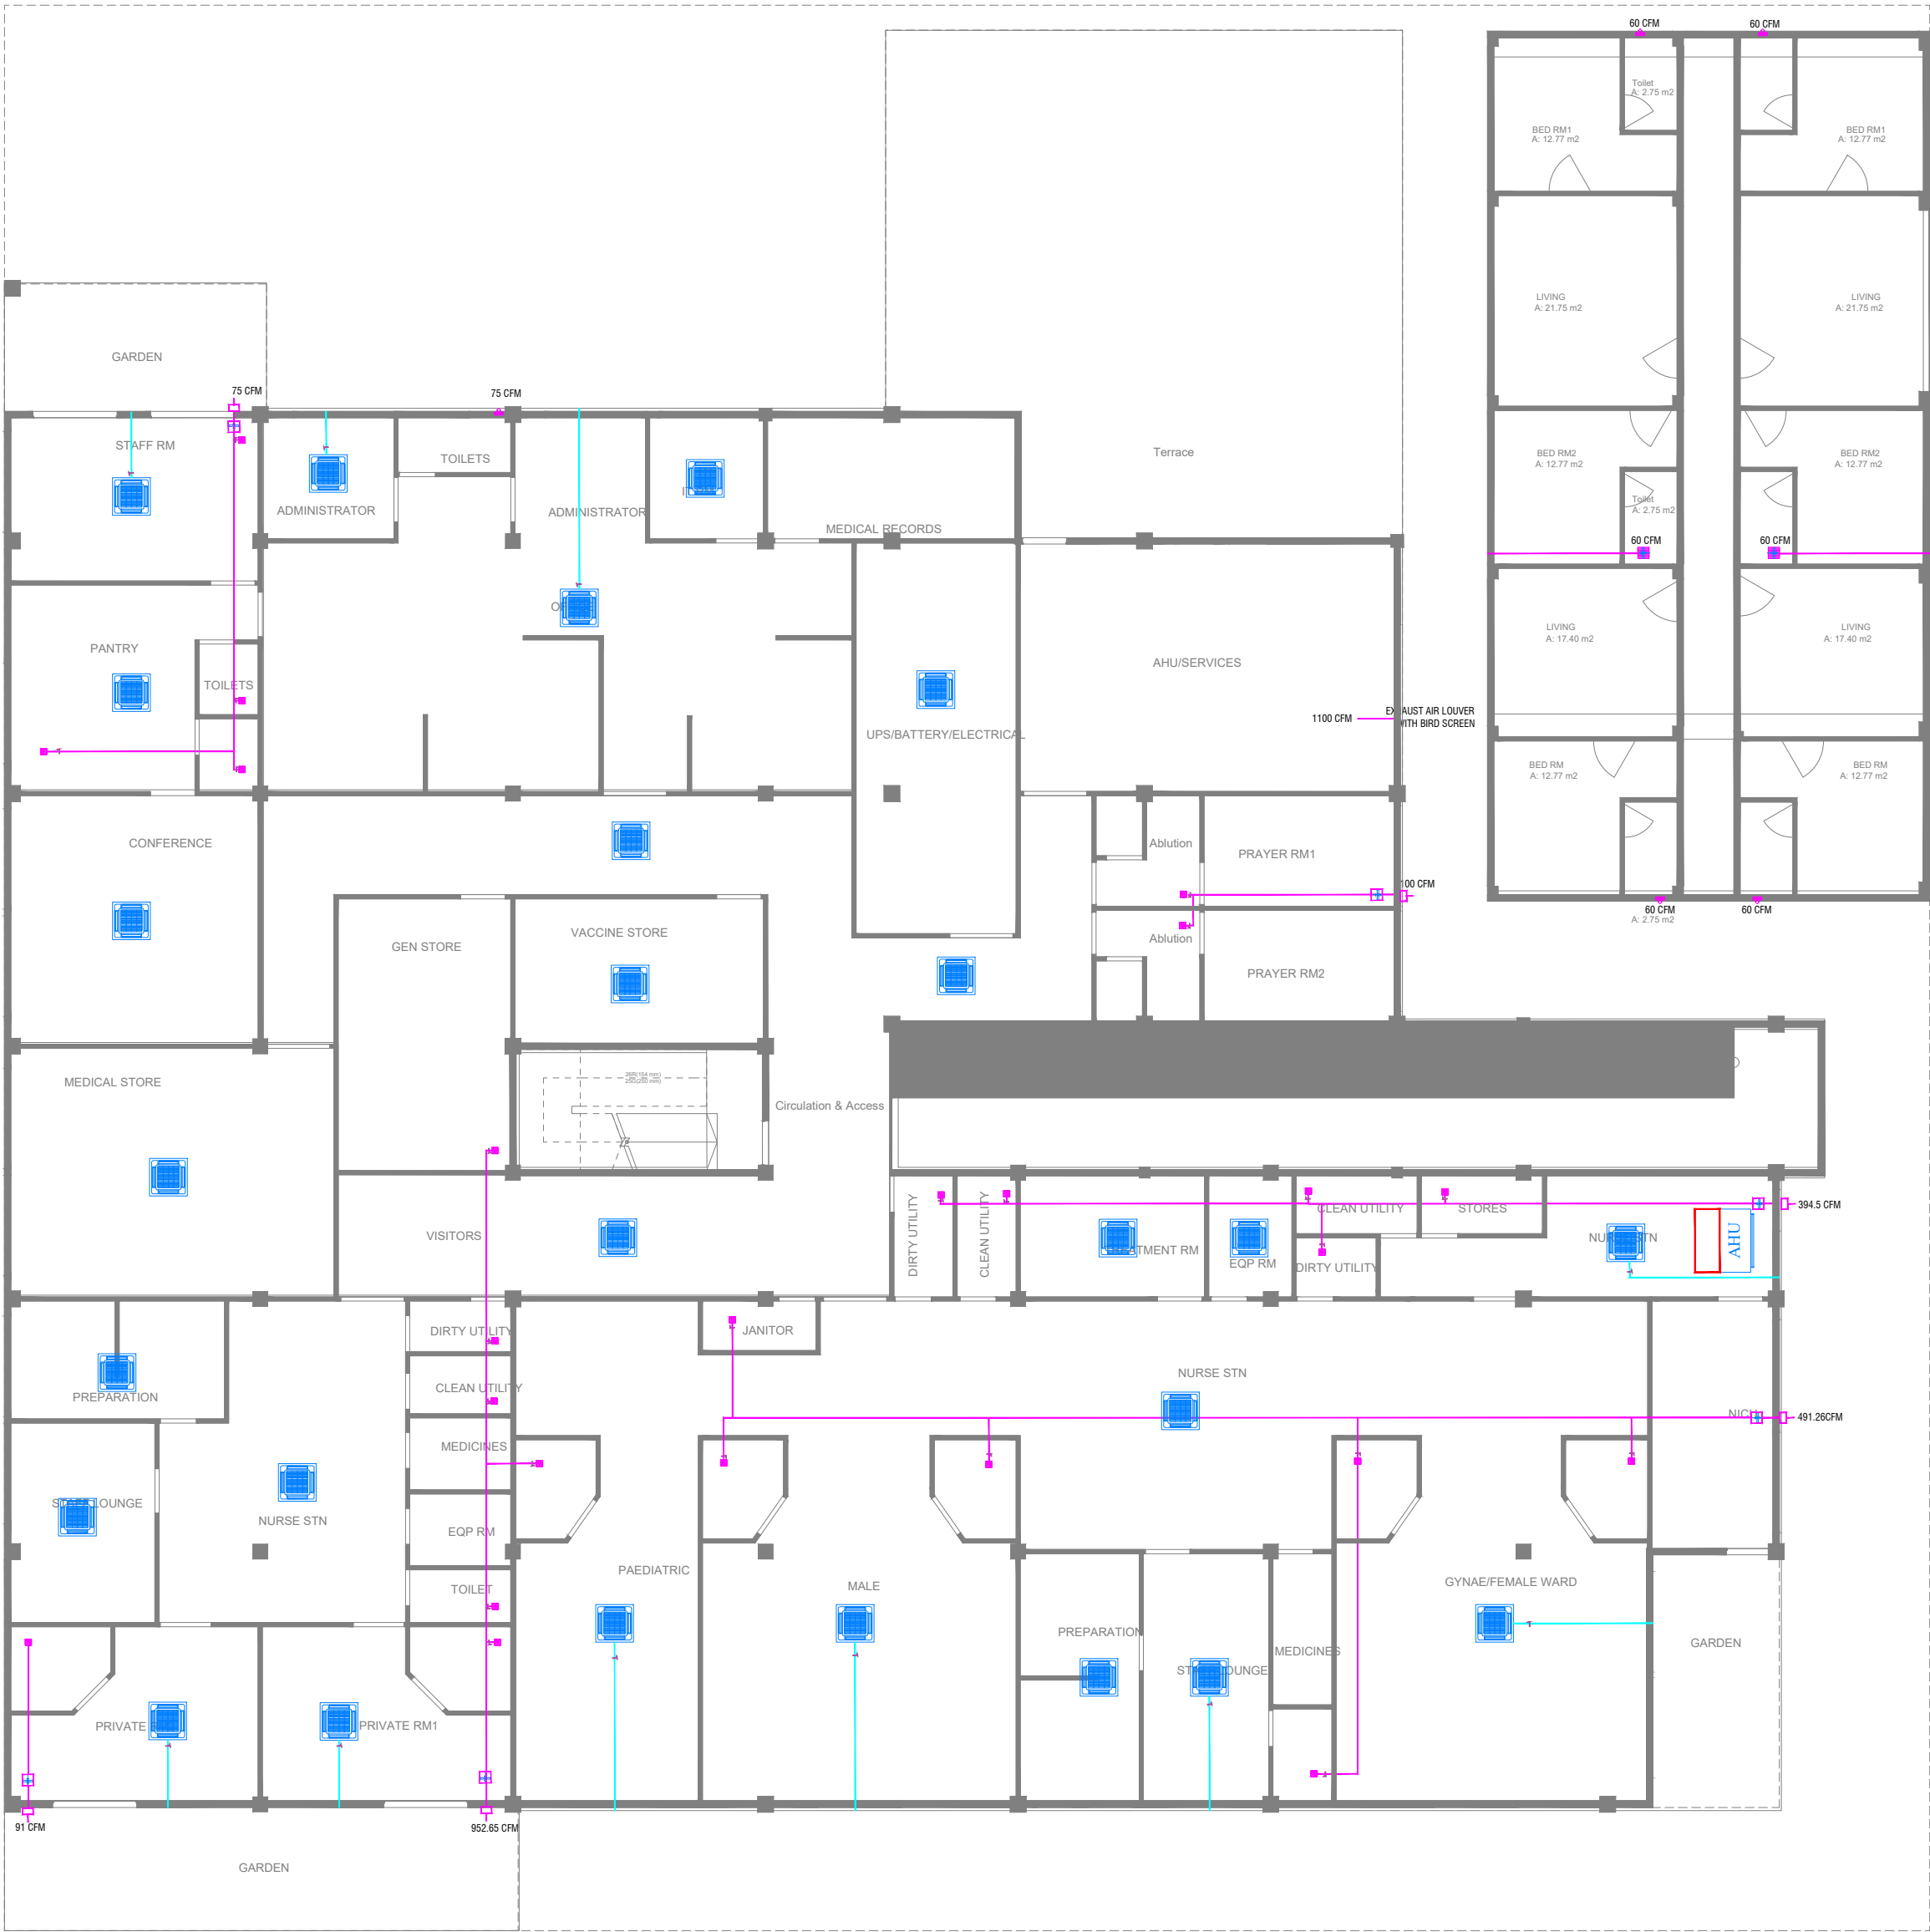 60 CFM
60 CFM
Toilet
A: 2.75 m2
BED RM1
A: 12.77 m2
BED RM1
A: 12.77 m2
LIVING
A: 21.75 m2
LIVING
A: 21.75 m2
GARDEN
75 CFM
75 CFM
STAFF RM
TOILETS
ADMINISTRATOR
ADMINISTRATOR
MEDICAL RECORDS
Terrace
BED RM2
A: 12.77 m2
BED RM2
A: 12.77 m2
Toilet
A: 2.75 m2
60 CFM
60 CFM
PANTRY
TOILETS
AHU/SERVICES
LIVING
A: 17.40 m2
LIVING
A: 17.40 m2
1100 CFM
UPS/BATTERY/ELECTRICAL
BED RM
A: 12.77 m2
BED RM
A: 12.77 m2
CONFERENCE
Ablution
PRAYER RM1
100 CFM
60 CFM
60 CFM
A: 2.75 m2
GEN STORE
VACCINE STORE
Ablution
PRAYER RM2
MEDICAL STORE
26R(154 mm)
25G(250 mm)
Circulation & Access
VISITORS
DIRTY UTILITY
CLEAN UTILITY
EQP RM
CLEAN UTILITY
DIRTY UTILITY
STORES
AHU
394.5 CFM
DIRTY UTILITY
JANITOR
PREPARATION
CLEAN UTILITY
NURSE STN
491.26CFM
MEDICINES
NURSE STN
EQP RM
TOILET
PAEDIATRIC
MALE
GYNAE/FEMALE WARD
PREPARATION
MEDICINES
GARDEN
PRIVATE
PRIVATE RM1
91 CFM
952.65 CFM
GARDEN